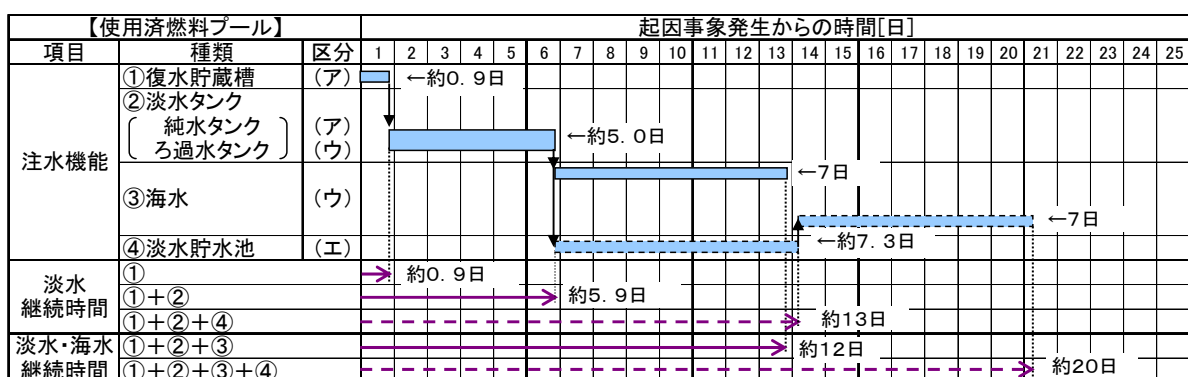 【使用済燃料プール】 起因事象発生からの時間[日]
項目 種類 区分 1 2 3 4 5 6 7 8 9 10 11 12 13 14 15 16 17 18 19 20 21 22 23 24 25
注水機能
①復水貯蔵槽 (ア) ←約0.9日
②淡水タンク
純水タンク (ア)
ろ過水タンク (ウ) ←約5.0日
③海水 (ウ) ←7日
←7日
④淡水貯水池 (エ) ←約7.3日
淡水
継続時間
① 約0.9日
①+② 約5.9日
①+②+④ 約13日
淡水・海水
継続時間
①+②+③ 約12日
①+②+③+④ 約20日